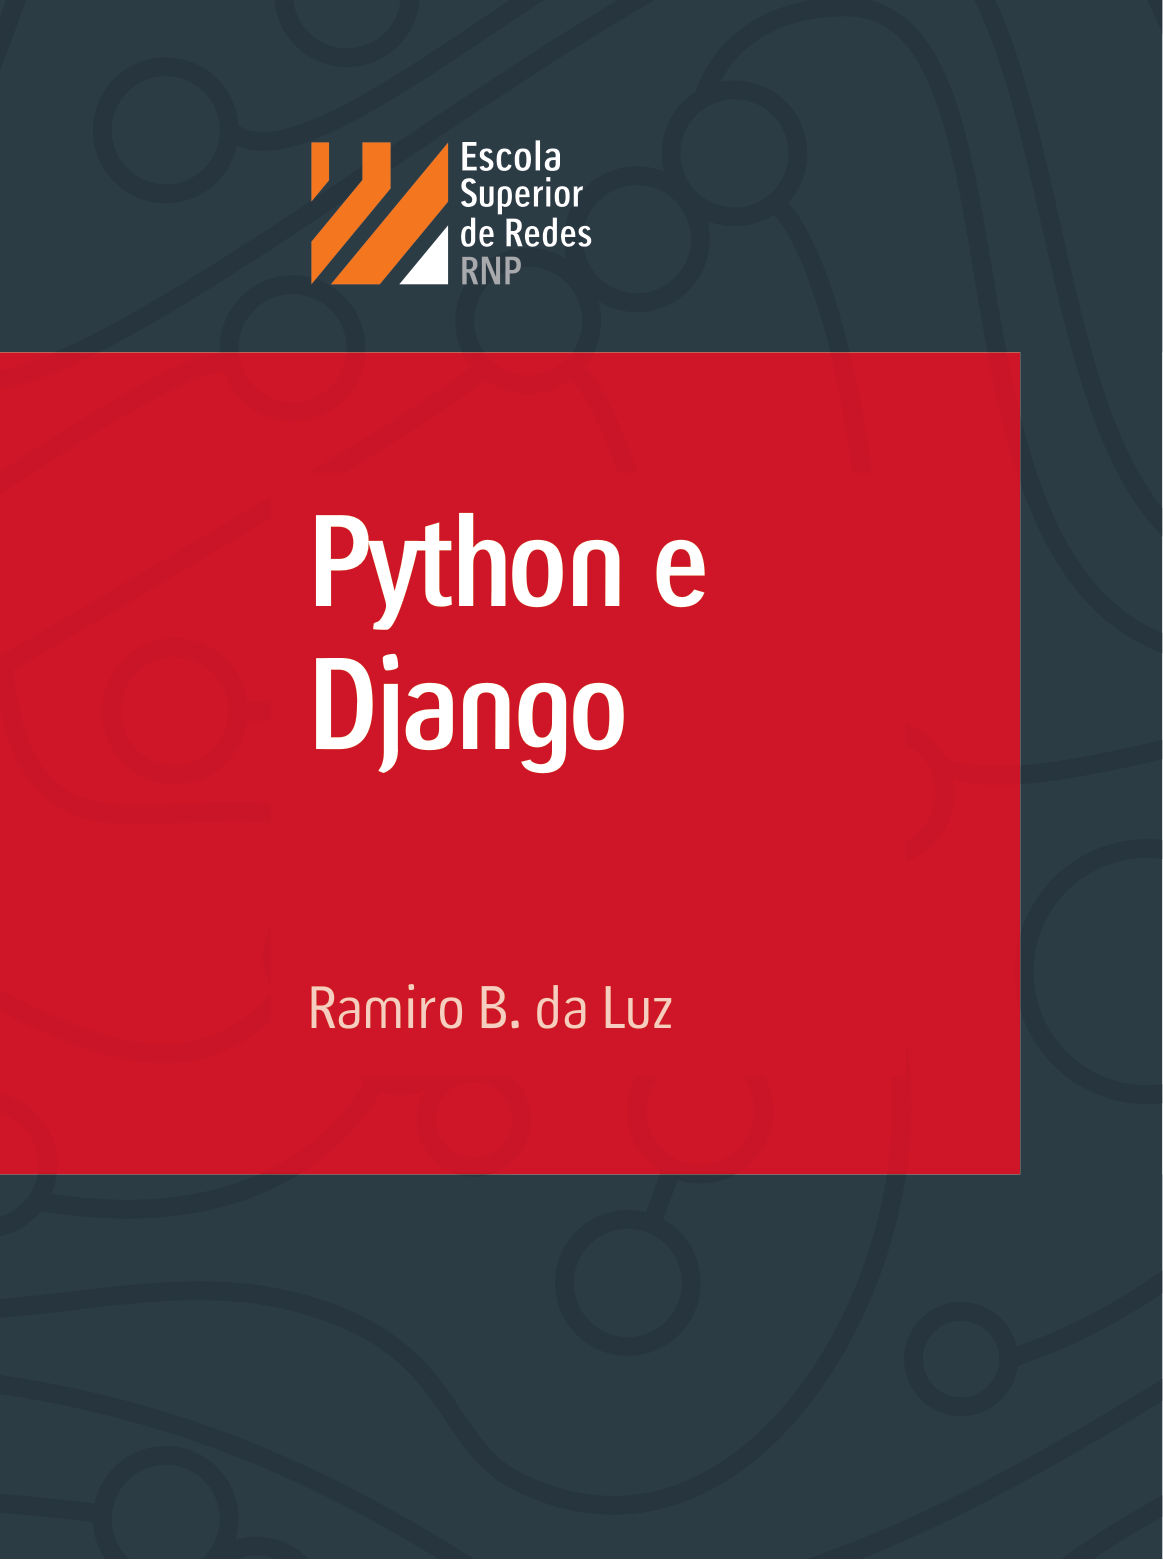 Escola
Superior
de Redes
RNP
Python e
Django
Ramiro B. da Luz